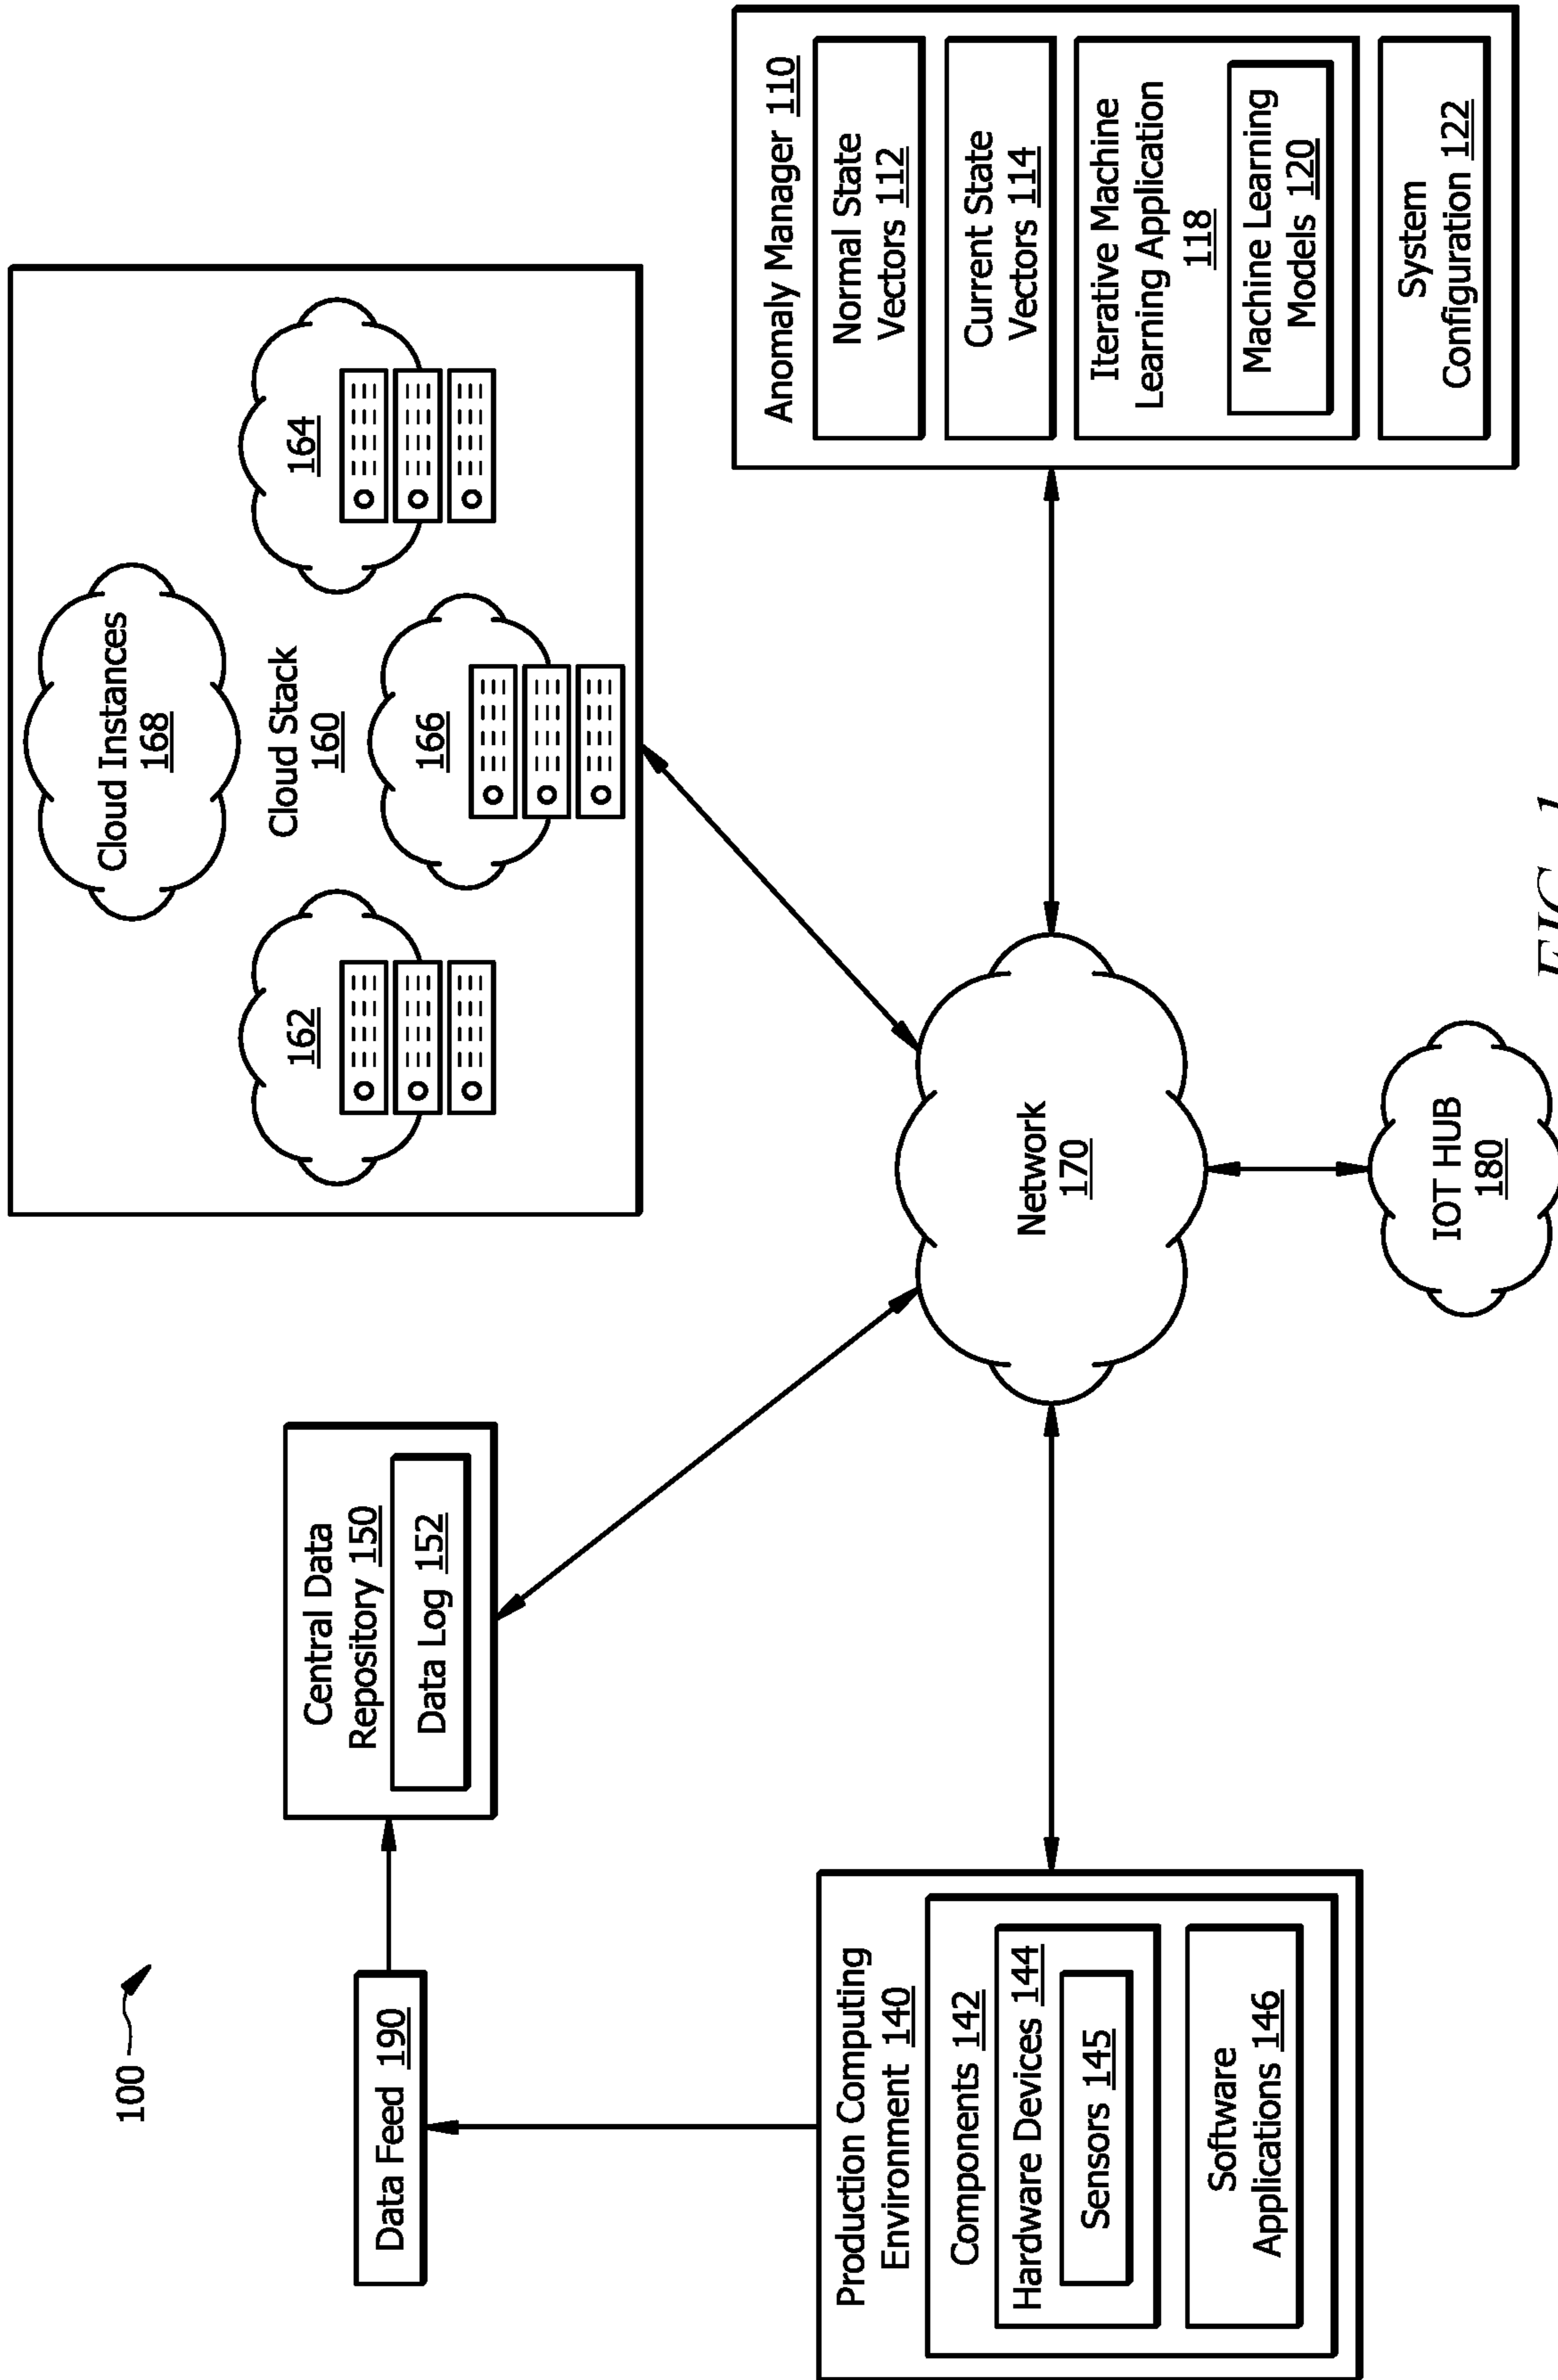 100
Data Feed 190
Central Data
Repository 150
Data Log 152
Cloud Instances
168
Cloud Stack
160
162
166
164
Production Computing
Environment 140
Components 142
Hardware Devices 144
Sensors 145
Software
Applications 146
Network
170
IOT HUB
180
Anomaly Manager 110
Normal State
Vectors 112
Current State
Vectors 114
Iterative Machine
Learning Application
118
Machine Learning
Models 120
System
Configuration 122
FIG. 1